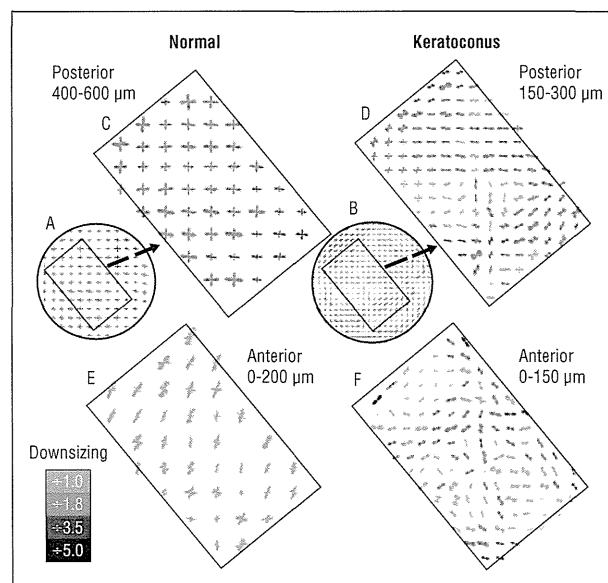 Normal
Keratoconus
Posterior
400-600 µm
Posterior
150-300 µm
C
D
A
B
Anterior
0-200 µm
Anterior
0-150 µm
E
F
Downsizing
÷1.0
÷1.8
÷3.5
÷5.0